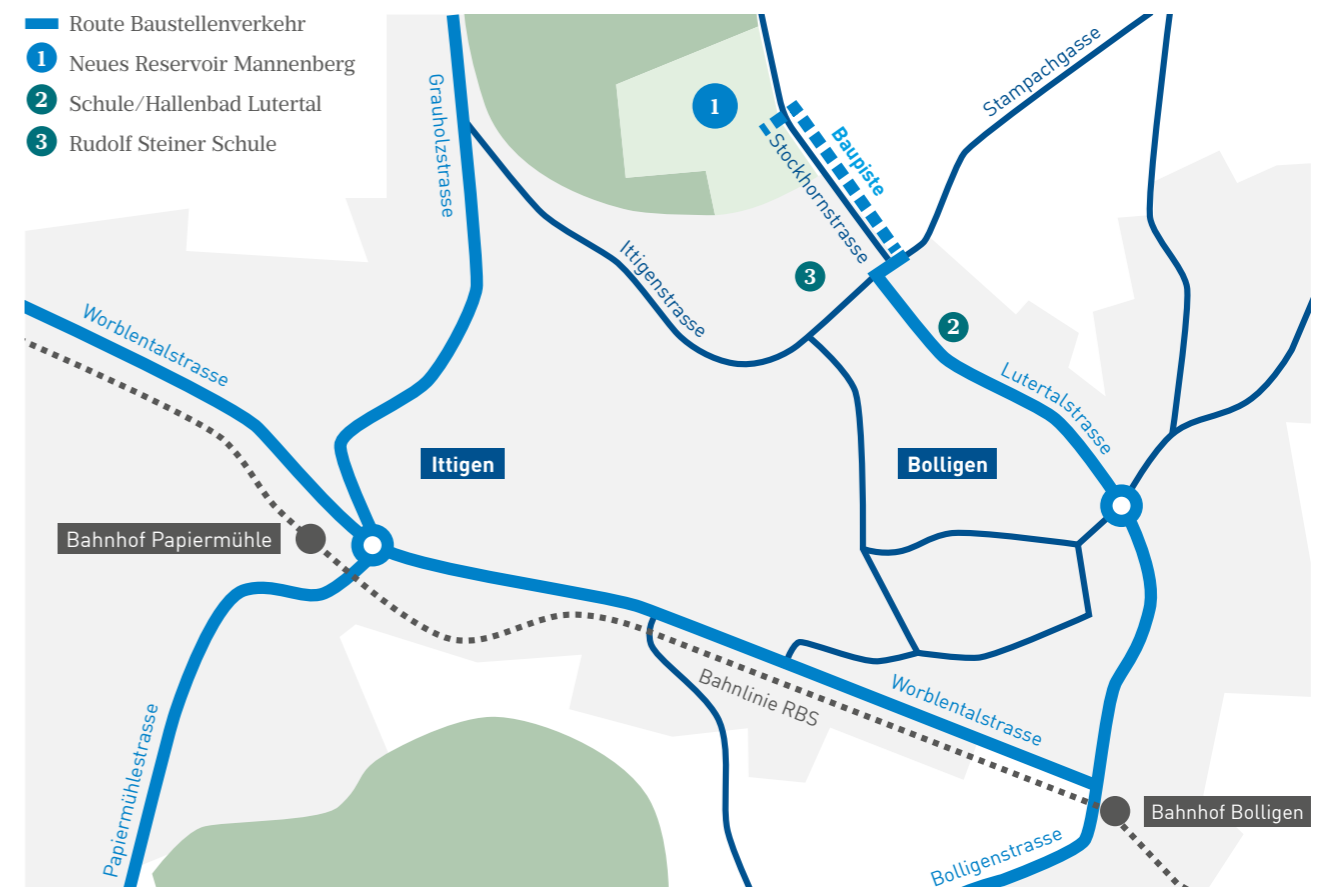 Route Baustellenverkehr
1 Neues Reservoir Mannenberg
2 Schule/Hallenbad Lutertal
3 Rudolf Steiner Schule
Grauholzstrasse
1
Stampachgasse
Baupiste
Stockhornstrasse
Ittigenstrasse
3
2
Worblentalstrasse
Lutertalstrasse
Ittigen
Bolligen
Bahnhof Papiermühle
Bahnlinie RBS
Worblentalstrasse
Papiermühlestrasse
Bahnhof Bolligen
Bolligenstrasse